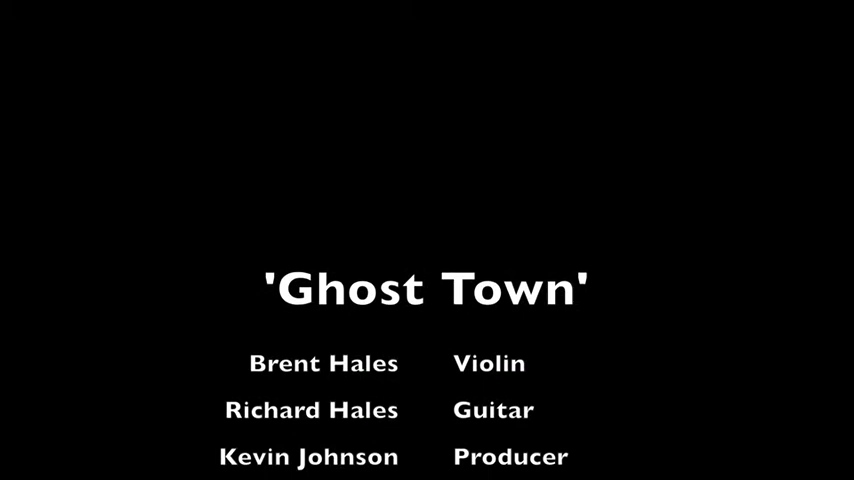 'Ghost Town'
Brent Hales Violin
Richard Hales Guitar
Kevin Johnson Producer